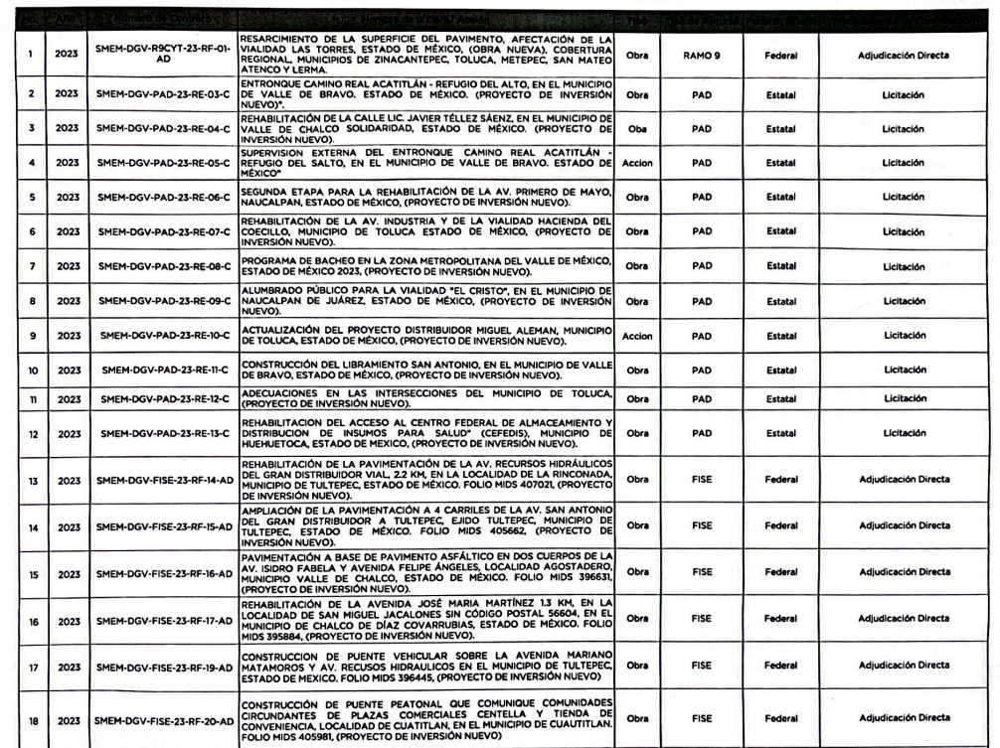 No. Año Número de Contrato Nombre de la Obra / Acción Tipo
1 2023 SMEM-DGV-R9CYT-23-RF-01-AD RESARCIMIENTO DE LA SUPERFICIE DEL PAVIMENTO, AFECTACIÓN DE LA
VIALIDAD LAS TORRES, ESTADO DE MÉXICO, (OBRA NUEVA), COBERTURA
REGIONAL, MUNICIPIOS DE ZINACANTEPEC, TOLUCA, METEPEC, SAN MATEO
ATENCO Y LERMA. Obra RAMO 9 Federal Adjudicación Directa
2 2023 SMEM-DGV-PAD-23-RE-03-C ENTRONQUE CAMINO REAL ACATITLÁN - REFUGIO DEL ALTO, EN EL MUNICIPIO
DE VALLE DE BRAVO. ESTADO DE MÉXICO. (PROYECTO DE INVERSIÓN
NUEVO)". Obra PAD Estatal Licitación
3 2023 SMEM-DGV-PAD-23-RE-04-C REHABILITACIÓN DE LA CALLE LIC. JAVIER TÉLLEZ SÁENZ, EN EL MUNICIPIO DE
VALLE DE CHALCO SOLIDARIDAD, ESTADO DE MÉXICO. (PROYECTO DE
INVERSIÓN NUEVO). Oba PAD Estatal Licitación
4 2023 SMEM-DGV-PAD-23-RE-05-C SUPERVISION EXTERNA DEL ENTRONQUE CAMINO REAL ACATITLÁN -
REFUGIO DEL SALTO, EN EL MUNICIPIO DE VALLE DE BRAVO. ESTADO DE
MÉXICO" Accion PAD Estatal Licitación
5 2023 SMEM-DGV-PAD-23-RE-06-C SEGUNDA ETAPA PARA LA REHABILITACIÓN DE LA AV. PRIMERO DE MAYO,
NAUCALPAN, ESTADO DE MÉXICO, (PROYECTO DE INVERSIÓN NUEVO). Obra PAD Estatal Licitación
6 2023 SMEM-DGV-PAD-23-RE-07-C REHABILITACIÓN DE LA AV. INDUSTRIA Y DE LA VIALIDAD HACIENDA DEL
COECILLO, MUNICIPIO DE TOLUCA ESTADO DE MÉXICO, (PROYECTO DE
INVERSIÓN NUEVO). Obra PAD Estatal Licitación
7 2023 SMEM-DGV-PAD-23-RE-08-C PROGRAMA DE BACHEO EN LA ZONA METROPOLITANA DEL VALLE DE MÉXICO,
ESTADO DE MÉXICO 2023, (PROYECTO DE INVERSIÓN NUEVO). Obra PAD Estatal Licitación
8 2023 SMEM-DGV-PAD-23-RE-09-C ALUMBRADO PÚBLICO PARA LA VIALIDAD "EL CRISTO", EN EL MUNICIPIO DE
NAUCALPAN DE JUÁREZ, ESTADO DE MÉXICO, (PROYECTO DE INVERSIÓN
NUEVO). Obra PAD Estatal Licitación
9 2023 SMEM-DGV-PAD-23-RE-10-C ACTUALIZACIÓN DEL PROYECTO DISTRIBUIDOR MIGUEL ALEMAN, MUNICIPIO
DE TOLUCA, ESTADO DE MÉXICO, (PROYECTO DE INVERSIÓN NUEVO). Accion PAD Estatal Licitación
10 2023 SMEM-DGV-PAD-23-RE-11-C CONSTRUCCIÓN DEL LIBRAMIENTO SAN ANTONIO, EN EL MUNICIPIO DE VALLE
DE BRAVO, ESTADO DE MÉXICO, (PROYECTO DE INVERSIÓN NUEVO). Obra PAD Estatal Licitación
11 2023 SMEM-DGV-PAD-23-RE-12-C ADECUACIONES EN LAS INTERSECCIONES DEL MUNICIPIO DE TOLUCA,
(PROYECTO DE INVERSIÓN NUEVO). Obra PAD Estatal Licitación
12 2023 SMEM-DGV-PAD-23-RE-13-C REHABILITACION DEL ACCESO AL CENTRO FEDERAL DE ALMACEAMIENTO Y
DISTRIBUCION DE INSUMOS PARA SALUD" (CEFEDIS), MUNICIPIO DE
HUEHUETOCA, ESTADO DE MEXICO, (PROYECTO DE INVERSIÓN NUEVO). Obra PAD Estatal Licitación
13 2023 SMEM-DGV-FISE-23-RF-14-AD REHABILITACIÓN DE LA PAVIMENTACIÓN DE LA AV. RECURSOS HIDRÁULICOS
DEL GRAN DISTRIBUIDOR VIAL, 2.2 KM, EN LA LOCALIDAD DE LA RINCONADA,
MUNICIPIO DE TULTEPEC, ESTADO DE MÉXICO. FOLIO MIDS 407021, (PROYECTO
DE INVERSIÓN NUEVO). Obra FISE Federal Adjudicación Directa
14 2023 SMEM-DGV-FISE-23-RF-15-AD AMPLIACIÓN DE LA PAVIMENTACIÓN A 4 CARRILES DE LA AV. SAN ANTONIO
DEL GRAN DISTRIBUIDOR A TULTEPEC, EJIDO TULTEPEC, MUNICIPIO DE
TULTEPEC, ESTADO DE MÉXICO. FOLIO MIDS 405662, (PROYECTO DE
INVERSIÓN NUEVO). Obra FISE Federal Adjudicación Directa
15 2023 SMEM-DGV-FISE-23-RF-16-AD PAVIMENTACIÓN A BASE DE PAVIMENTO ASFÁLTICO EN DOS CUERPOS DE LA
AV. ISIDRO FABELA Y AVENIDA FELIPE ÁNGELES, LOCALIDAD AGOSTADERO,
MUNICIPIO VALLE DE CHALCO, ESTADO DE MÉXICO. FOLIO MIDS 396631,
(PROYECTO DE INVERSIÓN NUEVO). Obra FISE Federal Adjudicación Directa
16 2023 SMEM-DGV-FISE-23-RF-17-AD REHABILITACIÓN DE LA AVENIDA JOSÉ MARIA MARTÍNEZ 1.3 KM, EN LA
LOCALIDAD DE SAN MIGUEL JACALONES SIN CÓDIGO POSTAL 56604, EN EL
MUNICIPIO DE CHALCO DE DÍAZ COVARRUBIAS, ESTADO DE MÉXICO. FOLIO
MIDS 395884, (PROYECTO DE INVERSIÓN NUEVO). Obra FISE Federal Adjudicación Directa
17 2023 SMEM-DGV-FISE-23-RF-19-AD CONSTRUCCION DE PUENTE VEHICULAR SOBRE LA AVENIDA MARIANO
MATAMOROS Y AV. RECUSOS HIDRAULICOS EN EL MUNICIPIO DE TULTEPEC,
ESTADO DE MEXICO. FOLIO MIDS 396445, (PROYECTO DE INVERSIÓN NUEVO) Obra FISE Federal Adjudicación Directa
18 2023 SMEM-DGV-FISE-23-RF-20-AD CONSTRUCCIÓN DE PUENTE PEATONAL QUE COMUNIQUE COMUNIDADES
CIRCUNDANTES DE PLAZAS COMERCIALES CENTELLA Y TIENDA DE
CONVENIENCIA, LOCALIDAD DE CUATITLAN, EN EL MUNICIPIO DE CUAUTITLAN.
FOLIO MIDS 405981, (PROYECTO DE INVERSIÓN NUEVO) Obra FISE Federal Adjudicación Directa